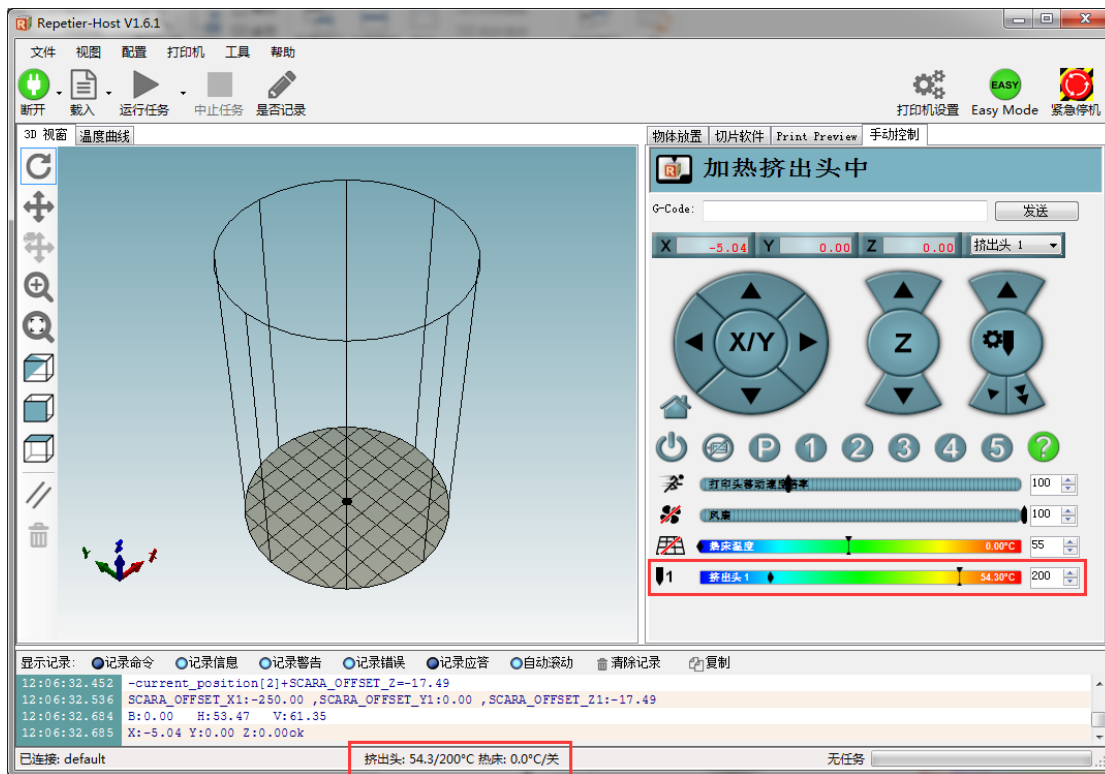 Repetier-Host V1.6.1
文件 视图 配置 打印机 工具 帮助
断开 载入 运行任务 中止任务 是否记录 打印机设置 EASY Easy Mode 紧急停机
3D 视窗 温度曲线
物体放置 切片软件 Print Preview 手动控制
加热挤出头中
G-Code: 发送
X -5.04 Y 0.00 Z 0.00 挤出头 1
X/Y Z
P 1 2 3 4 5 ?
打印头移动速度倍率 100
风扇 100
热床温度 0.00°C 55
1 挤出头 1 54.30°C 200
显示记录: 记录命令 记录信息 记录警告 记录错误 记录应答 自动滚动 清除记录 复制
12:06:32.452 -current_position[2]+SCARA_OFFSET_Z=-17.49
12:06:32.536 SCARA_OFFSET_X1:-250.00 ,SCARA_OFFSET_Y1:0.00 ,SCARA_OFFSET_Z1:-17.49
12:06:32.684 B:0.00 H:53.47 V:61.35
12:06:32.685 X:-5.04 Y:0.00 Z:0.00ok
已连接: default 挤出头: 54.3/200°C 热床: 0.0°C/关 无任务